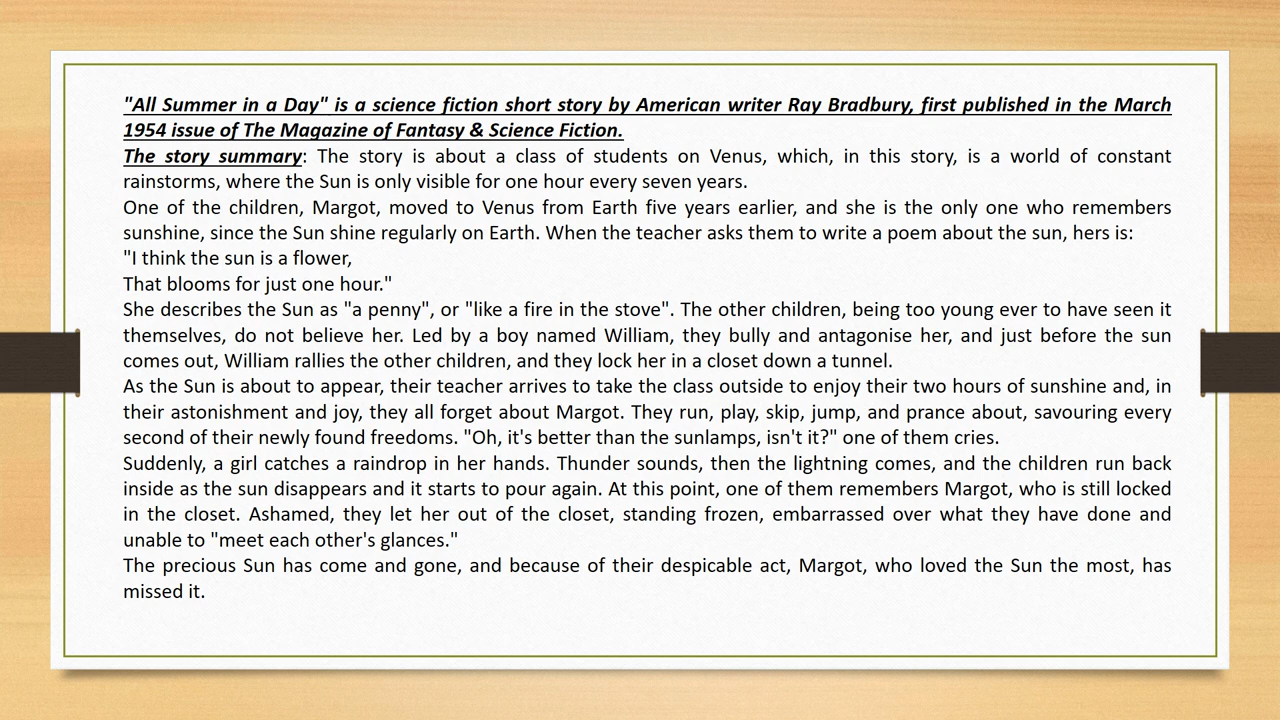 "All Summer in a Day" is a science fiction short story by American writer Ray Bradbury, first published in the March
1954 issue of The Magazine of Fantasy & Science Fiction.
The story summary: The story is about a class of students on Venus, which, in this story, is a world of constant
rainstorms, where the Sun is only visible for one hour every seven years.
One of the children, Margot, moved to Venus from Earth five years earlier, and she is the only one who remembers
sunshine, since the Sun shine regularly on Earth. When the teacher asks them to write a poem about the sun, hers is:
"I think the sun is a flower,
That blooms for just one hour."
She describes the Sun as "a penny", or "like a fire in the stove". The other children, being too young ever to have seen it
themselves, do not believe her. Led by a boy named William, they bully and antagonise her, and just before the sun
comes out, William rallies the other children, and they lock her in a closet down a tunnel.
As the Sun is about to appear, their teacher arrives to take the class outside to enjoy their two hours of sunshine and, in
their astonishment and joy, they all forget about Margot. They run, play, skip, jump, and prance about, savouring every
second of their newly found freedoms. "Oh, it's better than the sunlamps, isn't it?" one of them cries.
Suddenly, a girl catches a raindrop in her hands. Thunder sounds, then the lightning comes, and the children run back
inside as the sun disappears and it starts to pour again. At this point, one of them remembers Margot, who is still locked
in the closet. Ashamed, they let her out of the closet, standing frozen, embarrassed over what they have done and
unable to "meet each other's glances."
The precious Sun has come and gone, and because of their despicable act, Margot, who loved the Sun the most, has
missed it.